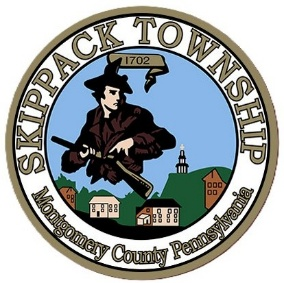 SKIPPACK TOWNSHIP
1702
Montgomery County Pennsylvania